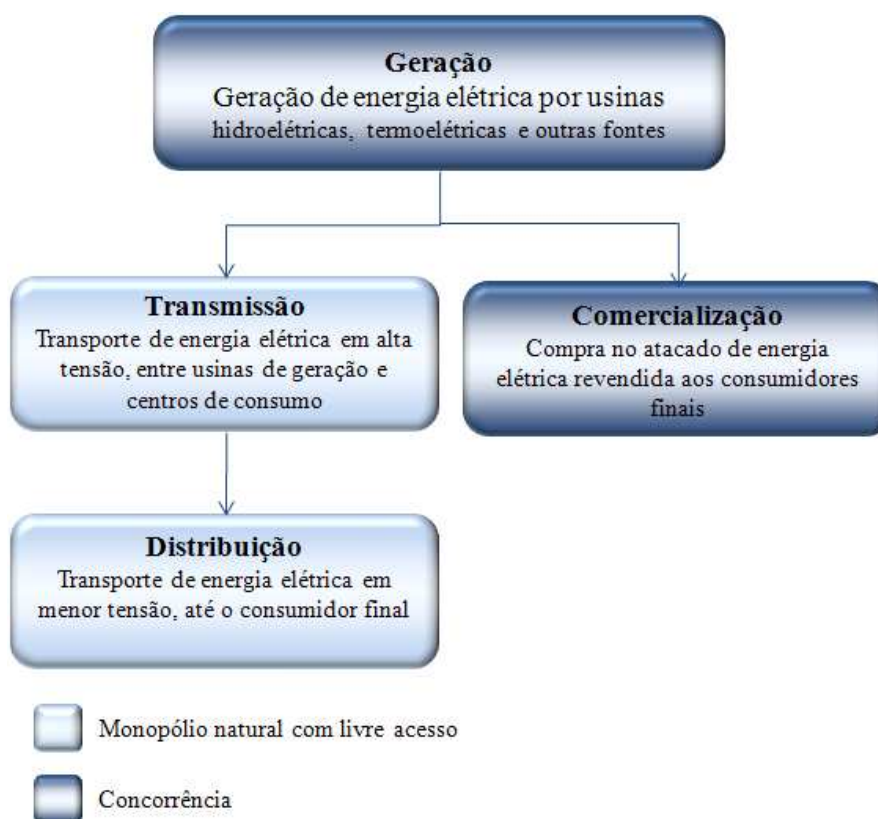 Geração
Geração de energia elétrica por usinas
hidroelétricas, termoelétricas e outras fontes
Transmissão
Transporte de energia elétrica em alta
tensão, entre usinas de geração e
centros de consumo
Comercialização
Compra no atacado de energia
elétrica revendida aos consumidores
finais
Distribuição
Transporte de energia elétrica em
menor tensão, até o consumidor final
Monopólio natural com livre acesso
Concorrência